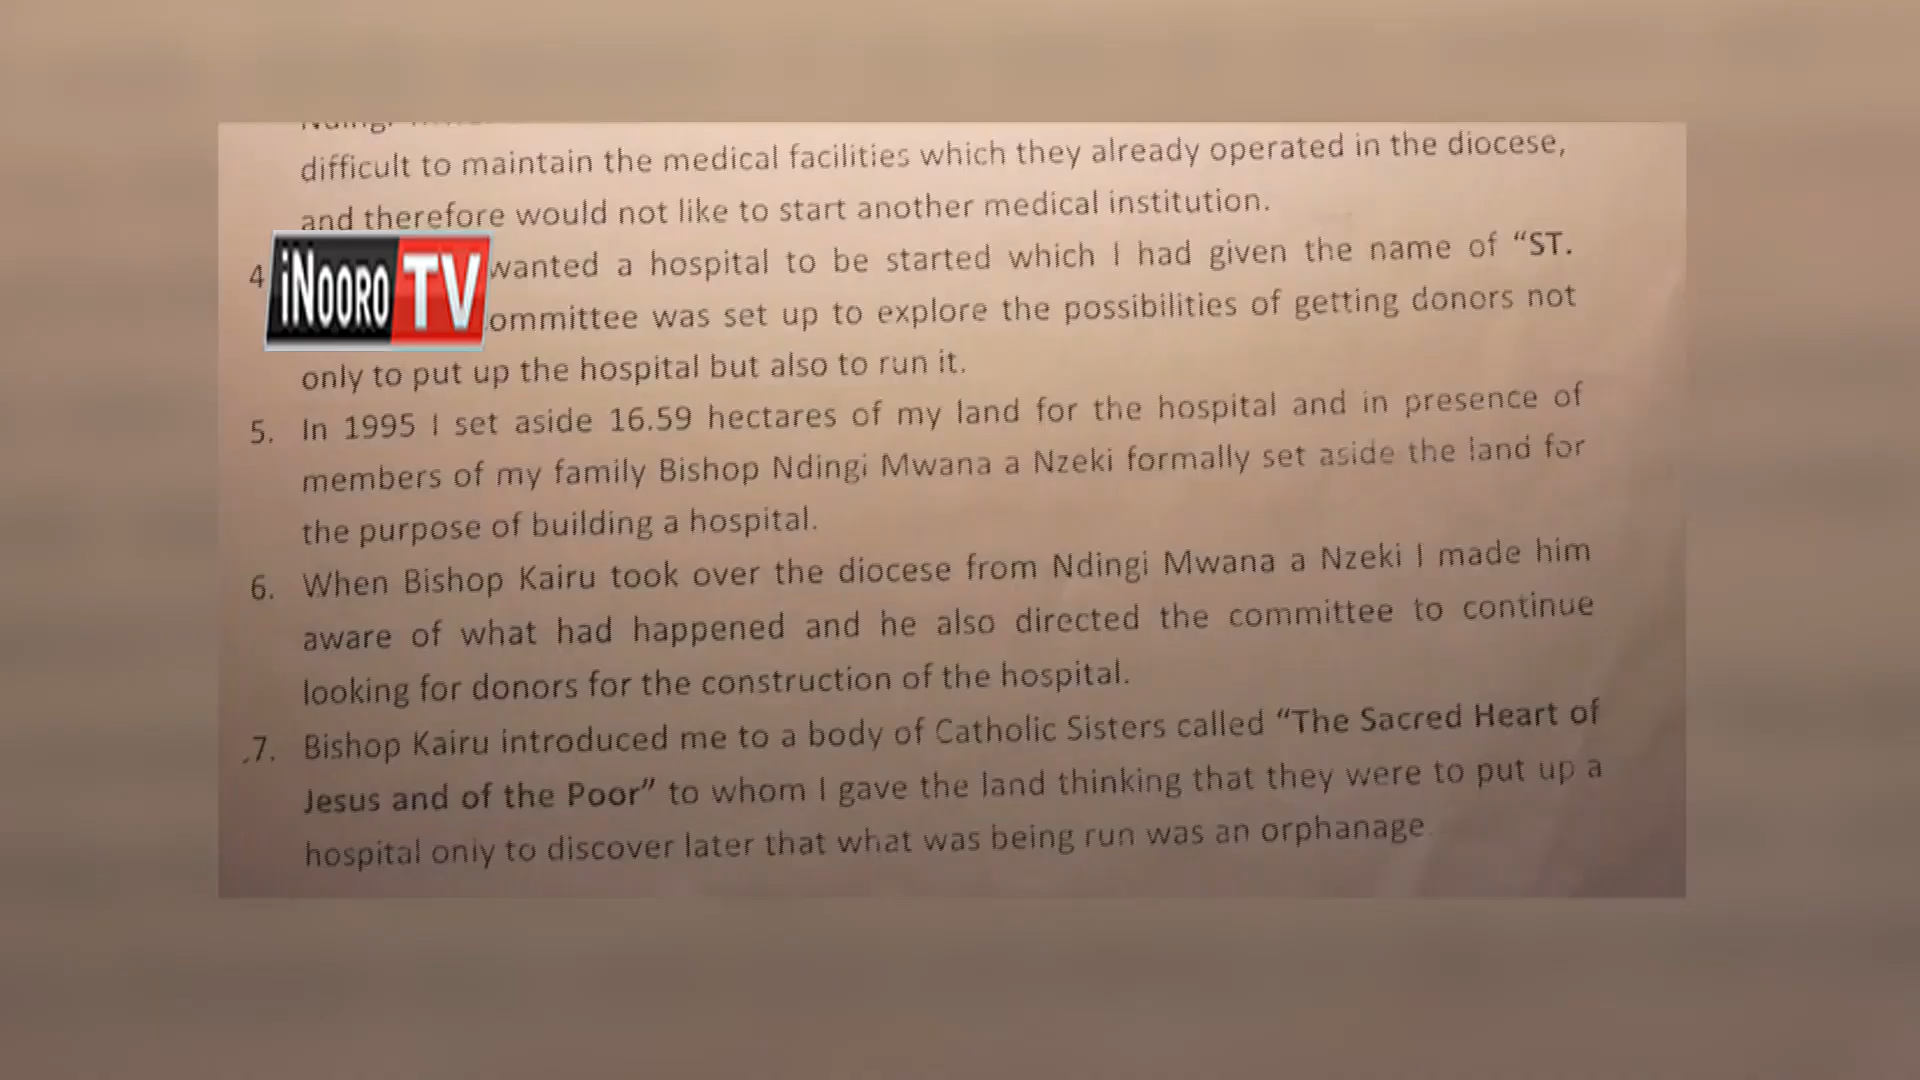 difficult to maintain the medical facilities which they already operated in the diocese,
and therefore would not like to start another medical institution.
4
iNOORO TV
wanted a hospital to be started which I had given the name of “ST.
ommittee was set up to explore the possibilities of getting donors not
only to put up the hospital but also to run it.
5. In 1995 I set aside 16.59 hectares of my land for the hospital and in presence of
members of my family Bishop Ndingi Mwana a Nzeki formally set aside the land for
the purpose of building a hospital.
6. When Bishop Kairu took over the diocese from Ndingi Mwana a Nzeki I made him
aware of what had happened and he also directed the committee to continue
looking for donors for the construction of the hospital.
7. Bishop Kairu introduced me to a body of Catholic Sisters called “The Sacred Heart of
Jesus and of the Poor” to whom I gave the land thinking that they were to put up a
hospital only to discover later that what was being run was an orphanage